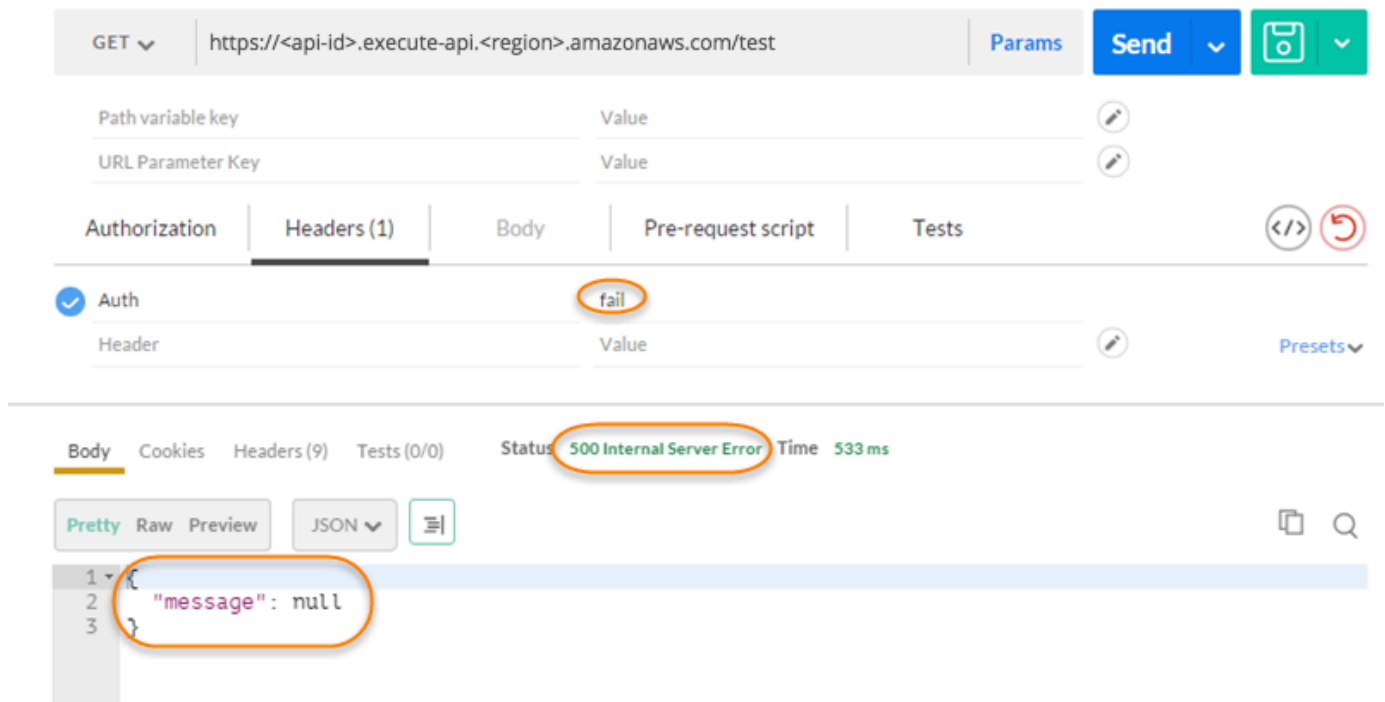 GET https://<api-id>.execute-api.<region>.amazonaws.com/test Params Send
Path variable key Value
URL Parameter Key Value
Authorization Headers (1) Body Pre-request script Tests </>
Auth fail
Header Value Presets
Body Cookies Headers (9) Tests (0/0) Status 500 Internal Server Error Time 533 ms
Pretty Raw Preview JSON
1 {
2 "message": null
3 }